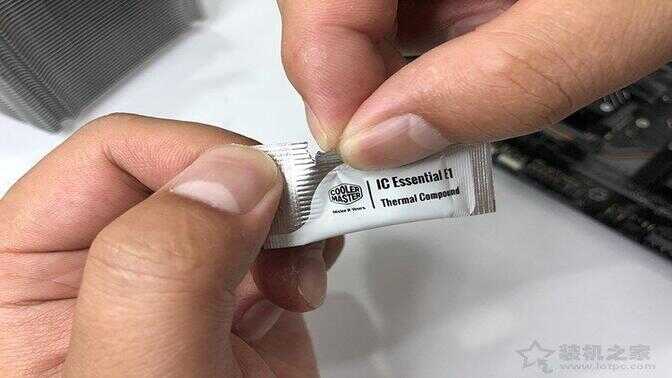 COOLER
MASTER
Make It Yours.
IC Essential E1
Thermal Compound
装机之家
www.lotpc.com